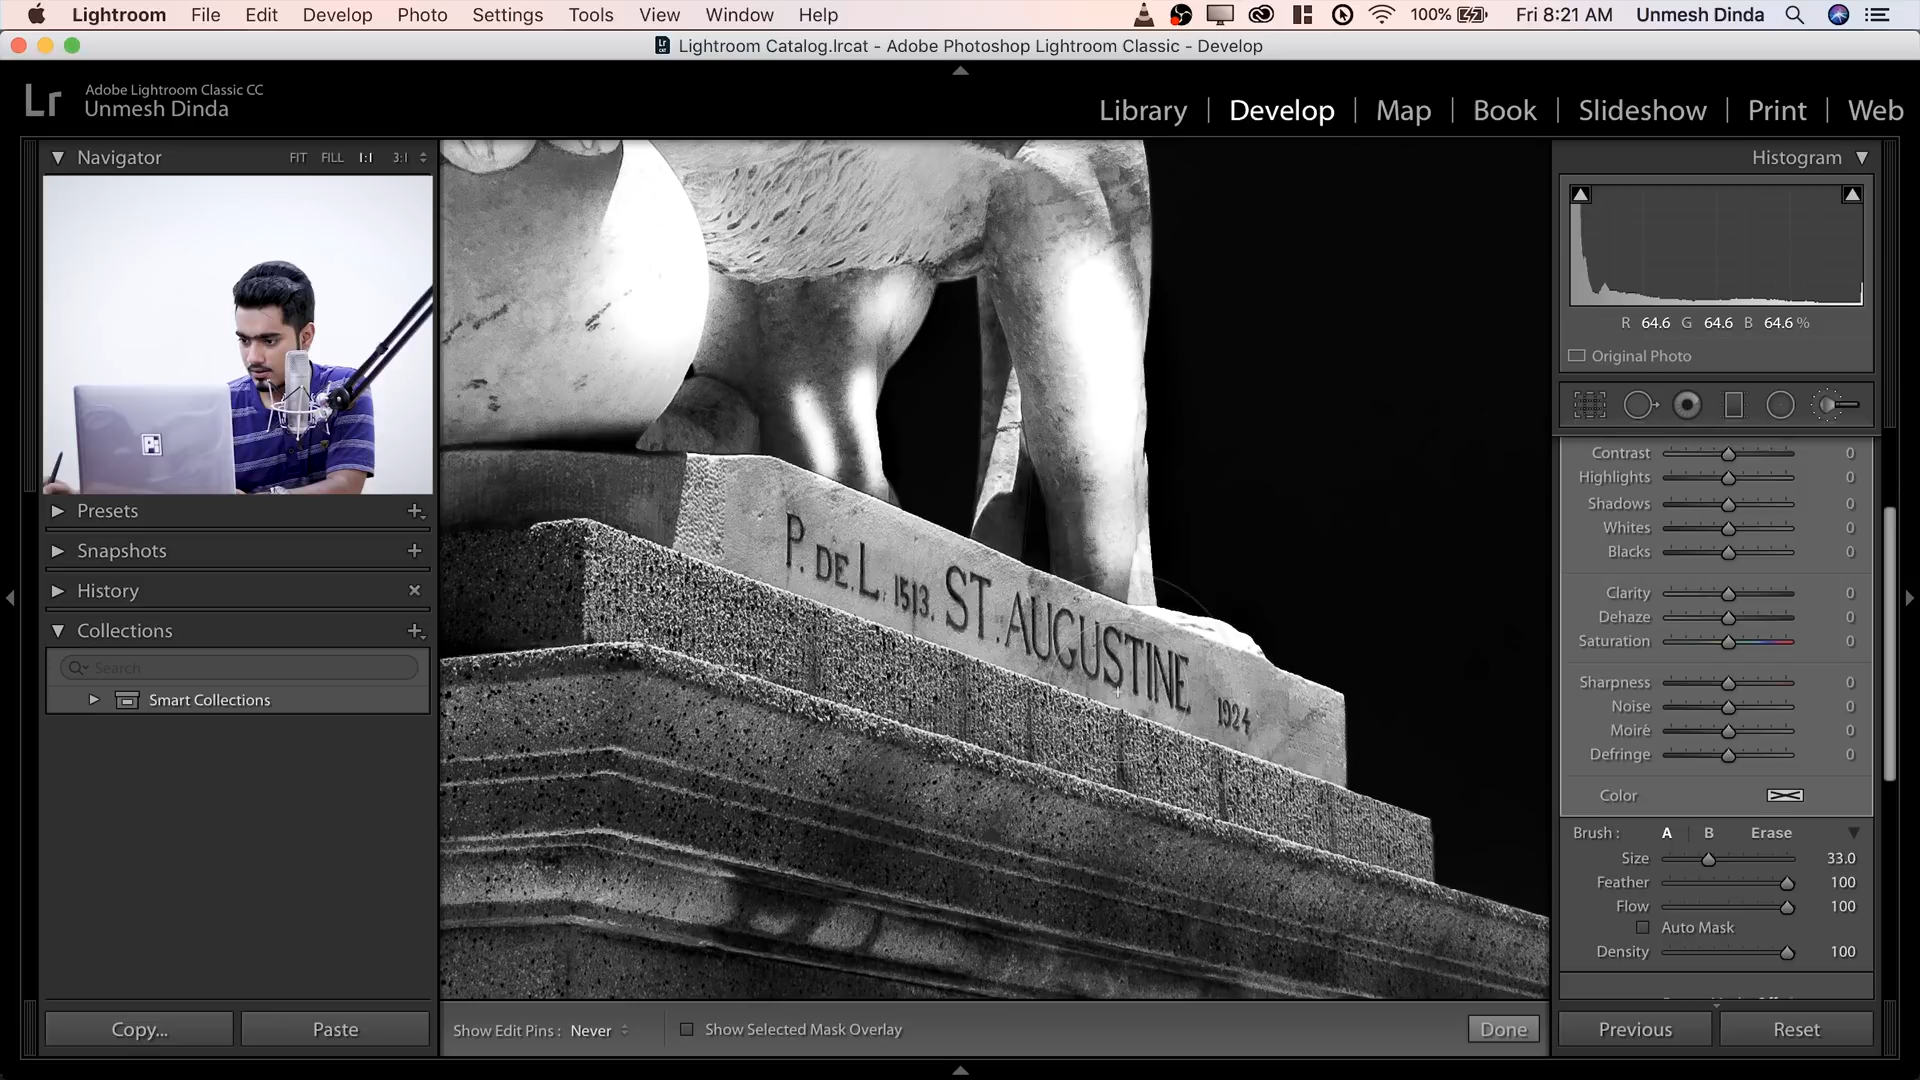 Lightroom File Edit Develop Photo Settings Tools View Window Help 100% Fri 8:21 AM Unmesh Dinda
Lightroom Catalog.lrcat - Adobe Photoshop Lightroom Classic - Develop
Lr Adobe Lightroom Classic CC
Unmesh Dinda
Library | Develop | Map | Book | Slideshow | Print | Web
Navigator FIT FILL 1:1 3:1
Presets
Snapshots
History
Collections
Search
Smart Collections
Copy... Paste
P. DE. L. 1513. ST. AUGUSTINE 1924
Show Edit Pins : Never Show Selected Mask Overlay Done
Histogram
R 64.6 G 64.6 B 64.6 %
Original Photo
Contrast 0
Highlights 0
Shadows 0
Whites 0
Blacks 0
Clarity 0
Dehaze 0
Saturation 0
Sharpness 0
Noise 0
Moiré 0
Defringe 0
Color
Brush : A B Erase
Size 33.0
Feather 100
Flow 100
Auto Mask
Density 100
Previous Reset